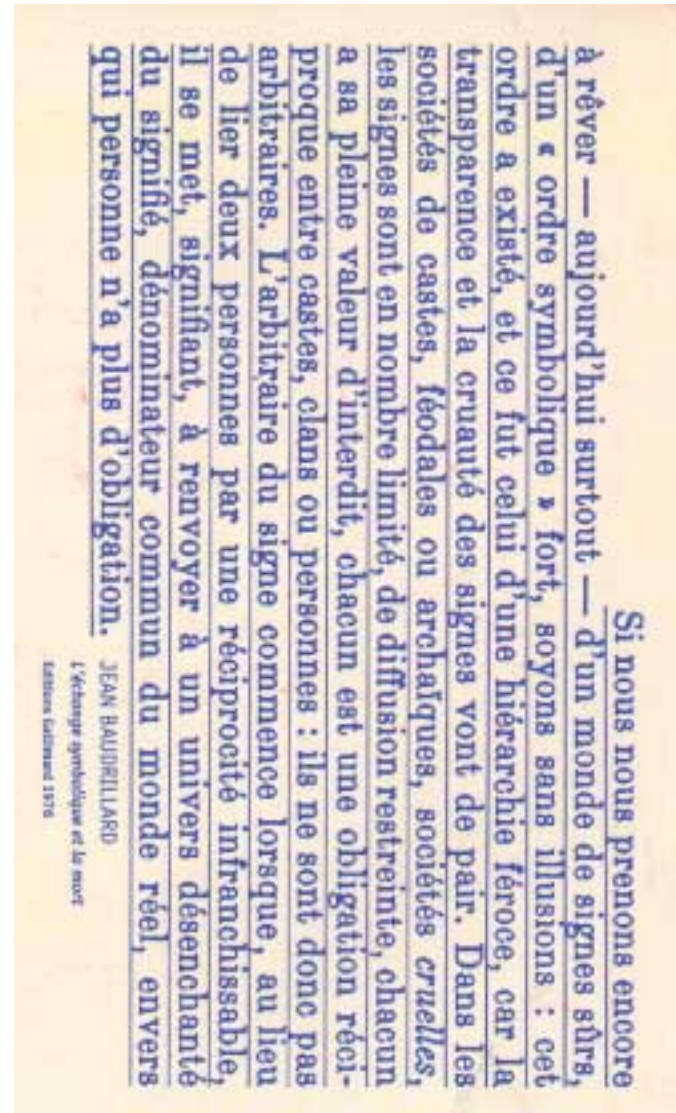 Si nous nous prenons encore
à rêver — aujourd'hui surtout — d'un monde de signes sûrs,
d'un « ordre symbolique » fort, soyons sans illusions : cet
ordre a existé, et ce fut celui d'une hiérarchie féroce, car la
transparence et la cruauté des signes vont de pair. Dans les
sociétés de castes, féodales ou archaïques, sociétés cruelles,
les signes sont en nombre limité, de diffusion restreinte, chacun
a sa pleine valeur d'interdit, chacun est une obligation réci-
proque entre castes, clans ou personnes : ils ne sont donc pas
arbitraires. L'arbitraire du signe commence lorsque, au lieu
de lier deux personnes par une réciprocité infranchissable,
il se met, signifiant, à renvoyer à un univers désenchanté
du signifié, dénominateur commun du monde réel, envers
qui personne n'a plus d'obligation.
JEAN BAUDRILLARD
L'échange symbolique et la mort
Editions Gallimard 1976